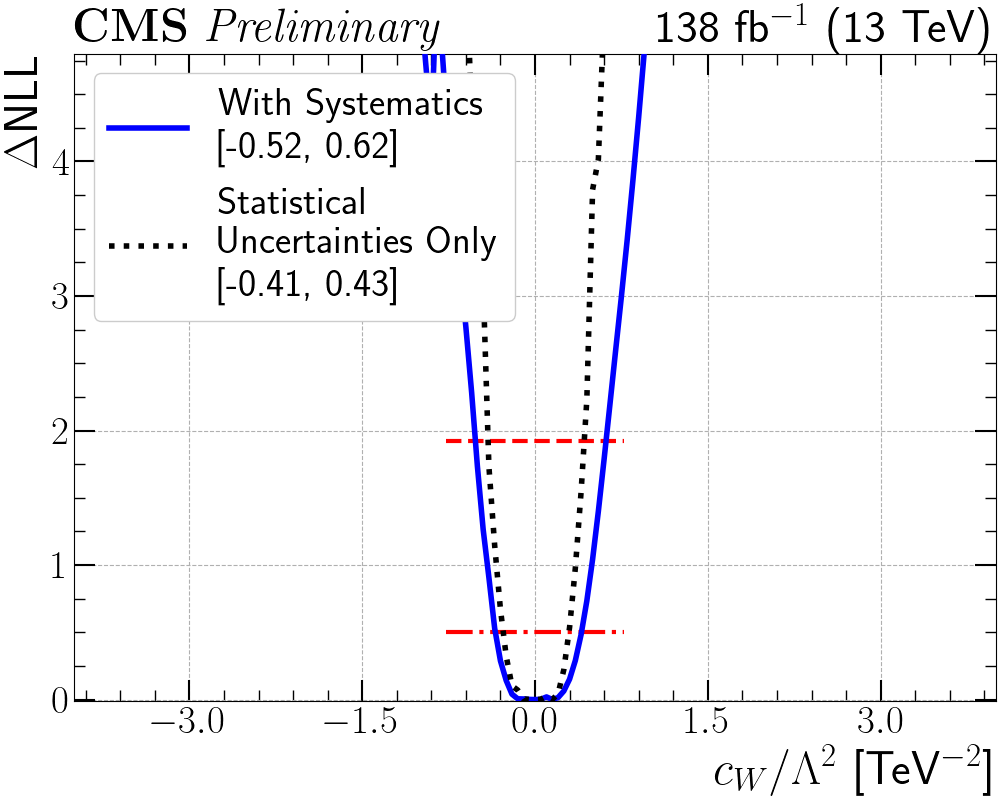 CMS Preliminary 138 fb⁻¹ (13 TeV)
ΔNLL
With Systematics
[-0.52, 0.62]
Statistical
Uncertainties Only
[-0.41, 0.43]
4
3
2
1
0
−3.0 −1.5 0.0 1.5 3.0
c_W/Λ² [TeV⁻²]